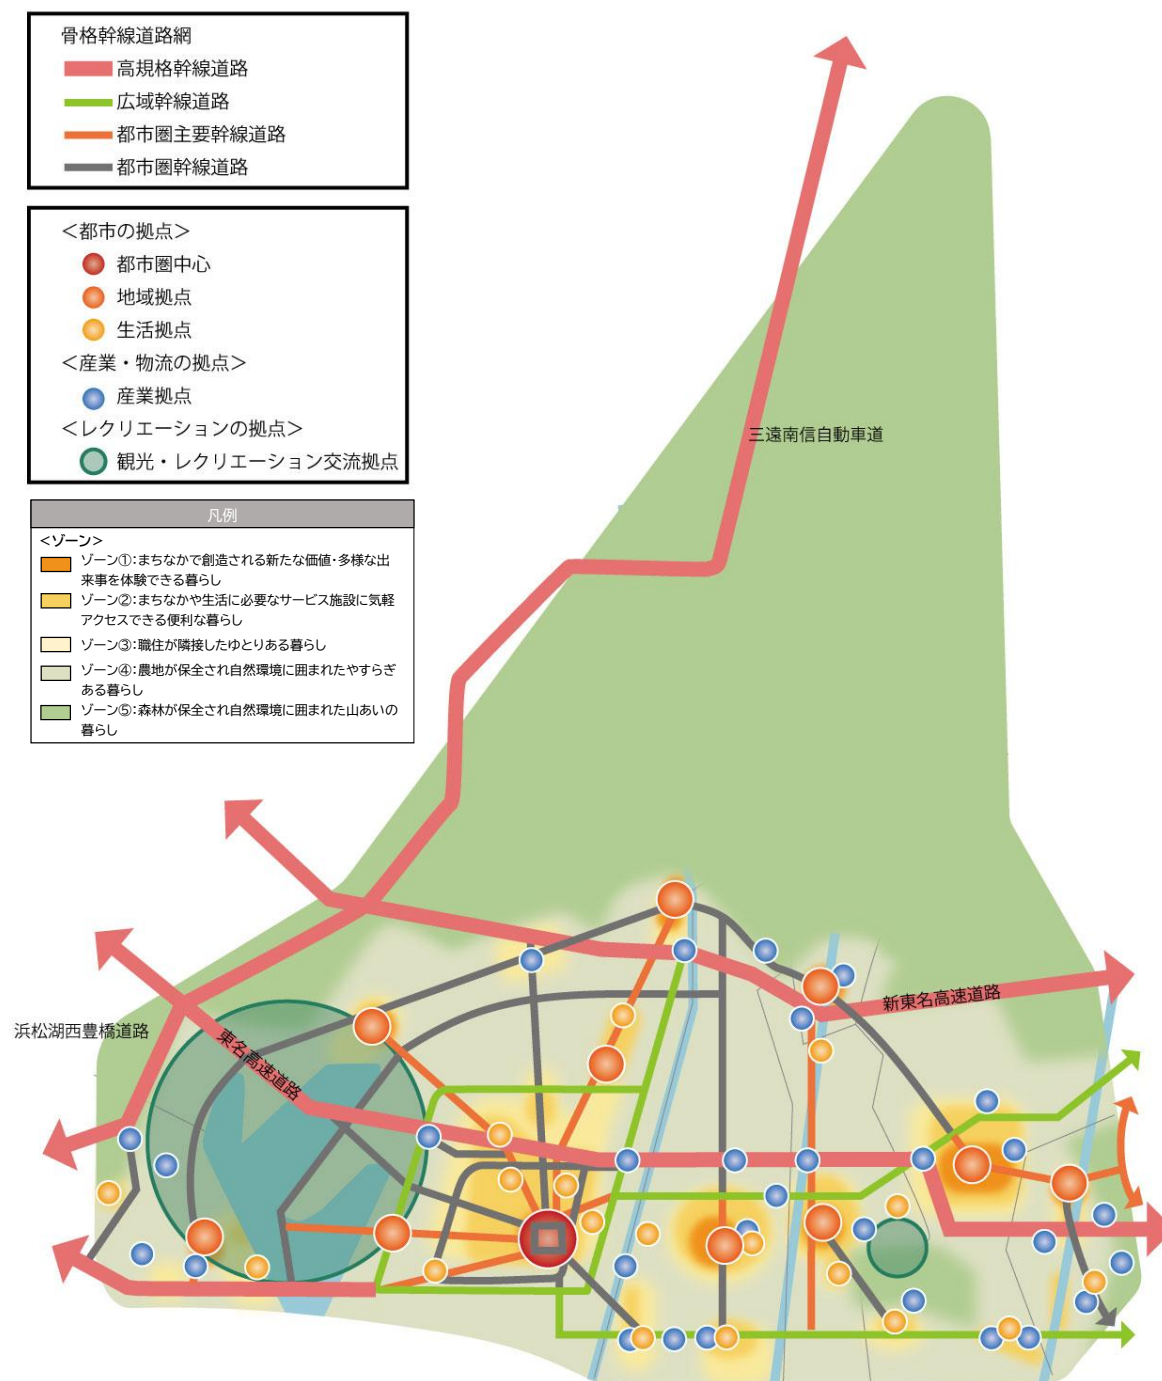 骨格幹線道路網
高規格幹線道路
広域幹線道路
都市圏主要幹線道路
都市圏幹線道路
＜都市の拠点＞
都市圏中心
地域拠点
生活拠点
＜産業・物流の拠点＞
産業拠点
＜レクリエーションの拠点＞
観光・レクリエーション交流拠点
凡例
<ゾーン>
ゾーン①:まちなかで創造される新たな価値・多様な出
来事を体験できる暮らし
ゾーン②:まちなかや生活に必要なサービス施設に気軽
アクセスできる便利な暮らし
ゾーン③:職住が隣接したゆとりある暮らし
ゾーン④:農地が保全され自然環境に囲まれたやすらぎ
ある暮らし
ゾーン⑤:森林が保全され自然環境に囲まれた山あいの
暮らし
三遠南信自動車道
新東名高速道路
浜松湖西豊橋道路
東名高速道路